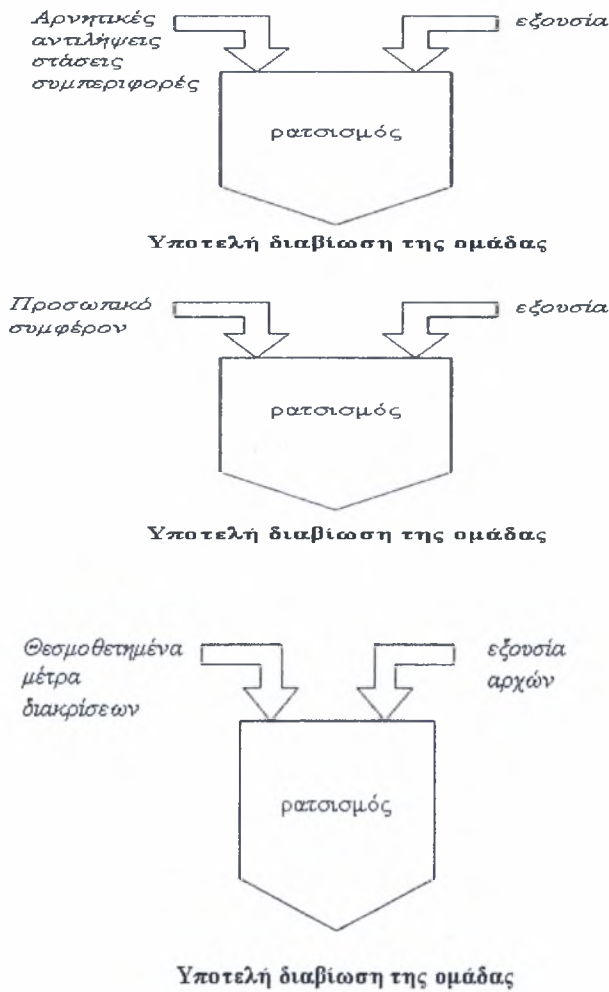 Αρνητικές
αντιλήψεις
στάσεις
συμπεριφορές
εξουσία
ρατσισμός
Υποτελή διαβίωση της ομάδας
Προσωπικό
συμφέρον
εξουσία
ρατσισμός
Υποτελή διαβίωση της ομάδας
Θεσμοθετημένα
μέτρα
διακρίσεων
εξουσία
αρχών
ρατσισμός
Υποτελή διαβίωση της ομάδας